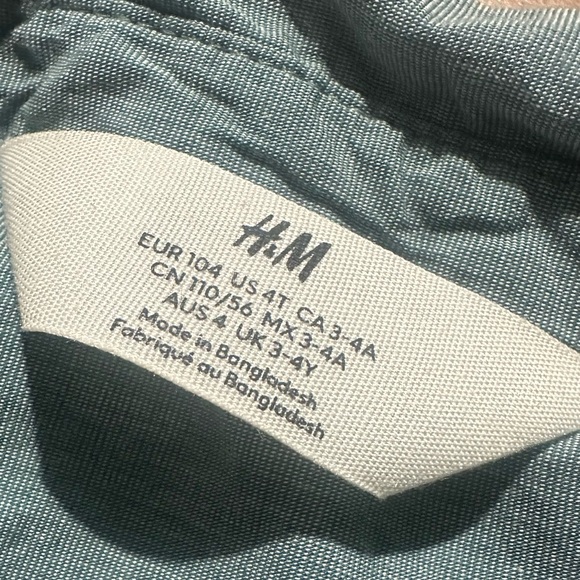 H&M
EUR 104 US 4T CA 3-4A
CN 110/56 MX 3-4A
AUS 4 UK 3-4Y
Made in Bangladesh
Fabriqué au Bangladesh